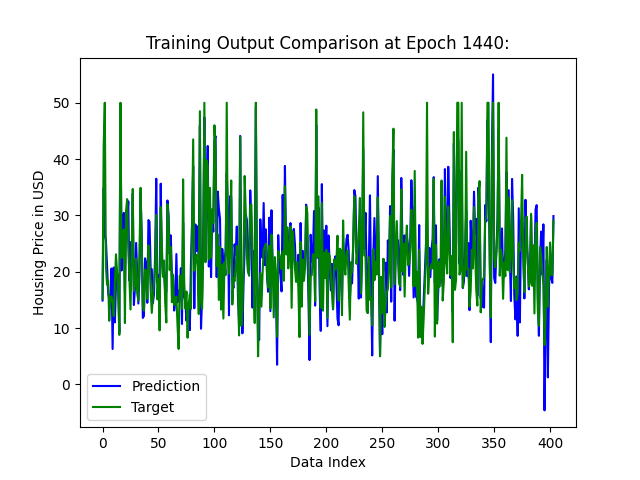 Training Output Comparison at Epoch 1440:
50
40
30
20
10
0
Housing Price in USD
Prediction
Target
0 50 100 150 200 250 300 350 400
Data Index